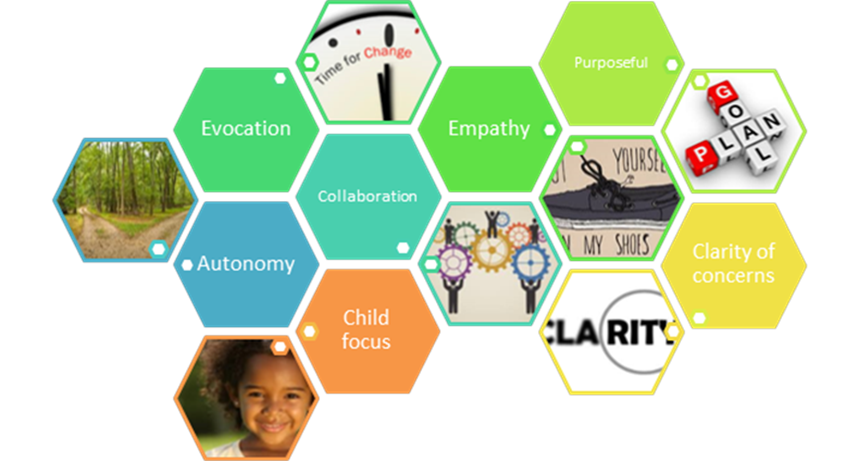 Time for Change
Purposeful
Evocation
Empathy
GOAL
PLAN
Collaboration
YOURSEL
IN MY SHOES
Autonomy
Clarity of
concerns
Child
focus
CLARITY